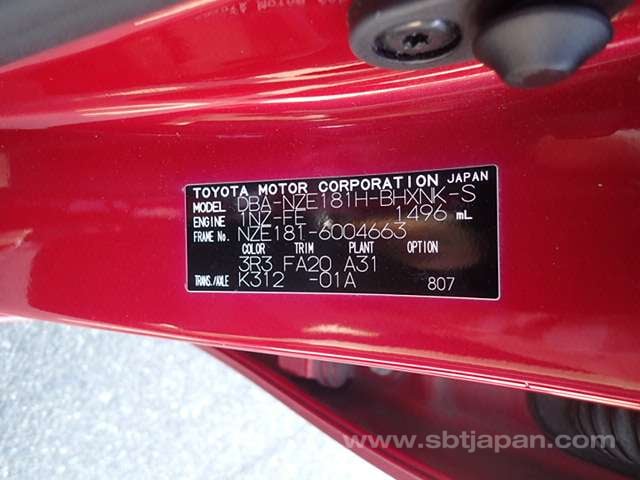 TOYOTA MOTOR CORPORATION JAPAN
MODEL DBA-NZE181H-BHXNK-S
ENGINE 1NZ-FE 1496 mL
FRAME No. NZE181-6004663
COLOR TRIM PLANT OPTION
3R3 FA20 A31
TRANS./AXLE K312 -01A 807
www.sbtjapan.com